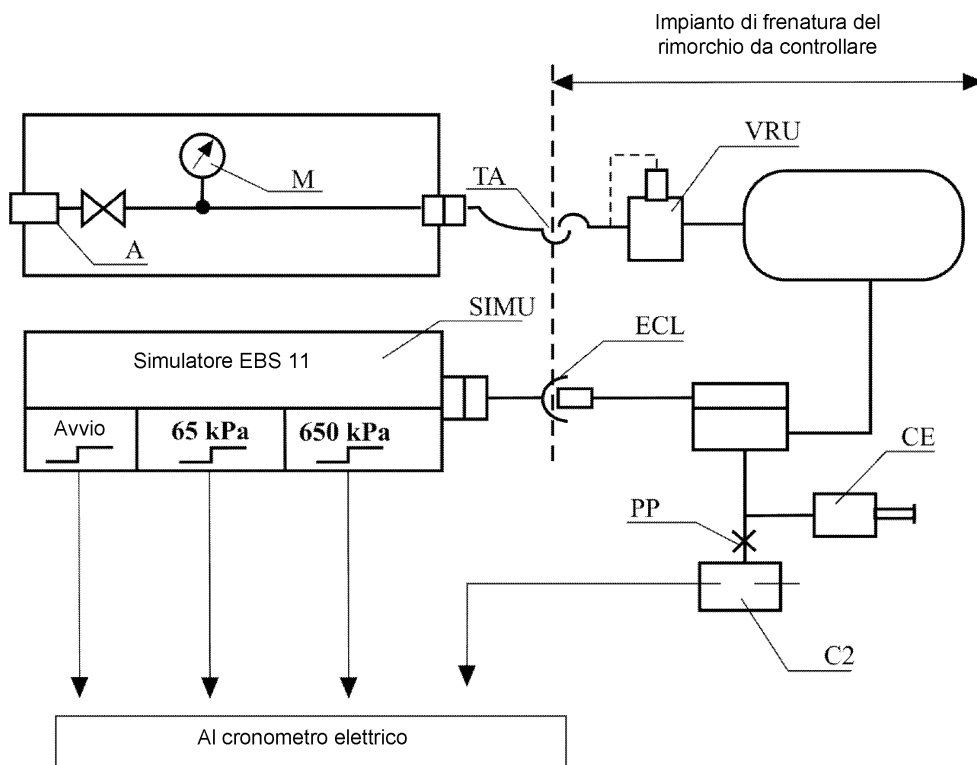 Impianto di frenatura del
rimorchio da controllare
VRU
TA
M
A
SIMU
ECL
Simulatore EBS 11
Avvio
65 kPa
650 kPa
CE
PP
C2
Al cronometro elettrico